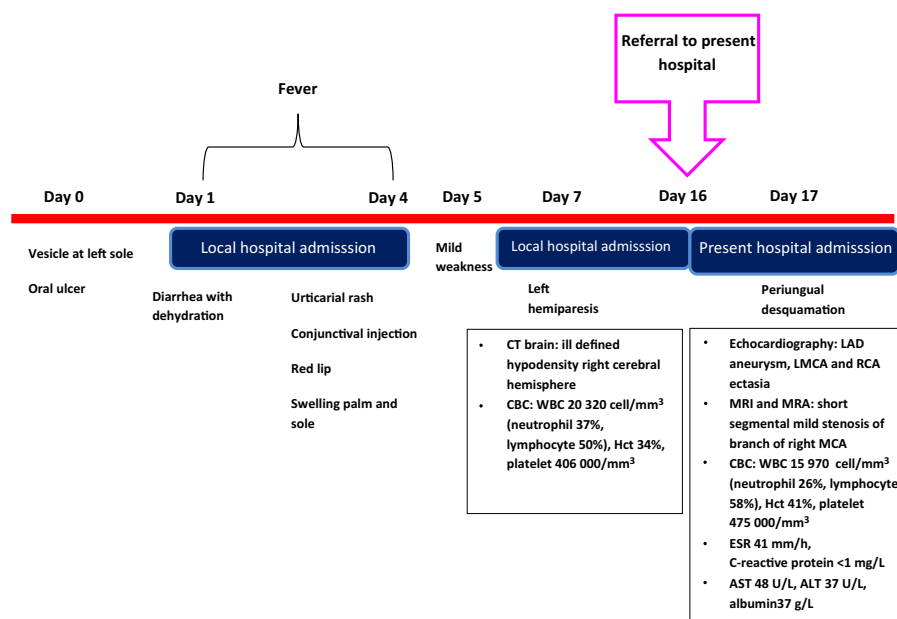 Referral to present
hospital
Fever
Day 0
Day 1
Day 4
Day 5
Day 7
Day 16
Day 17
Local hospital admisssion
Local hospital admisssion
Present hospital admisssion
Vesicle at left sole
Oral ulcer
Diarrhea with
dehydration
Urticarial rash
Conjunctival injection
Red lip
Swelling palm and
sole
Mild
weakness
Left
hemiparesis
• CT brain: ill defined
hypodensity right cerebral
hemisphere
• CBC: WBC 20 320 cell/mm³
(neutrophil 37%,
lymphocyte 50%), Hct 34%,
platelet 406 000/mm³
Periungual
desquamation
• Echocardiography: LAD
aneurysm, LMCA and RCA
ectasia
• MRI and MRA: short
segmental mild stenosis of
branch of right MCA
• CBC: WBC 15 970 cell/mm³
(neutrophil 26%, lymphocyte
58%), Hct 41%, platelet
475 000/mm³
• ESR 41 mm/h,
C-reactive protein <1 mg/L
• AST 48 U/L, ALT 37 U/L,
albumin37 g/L